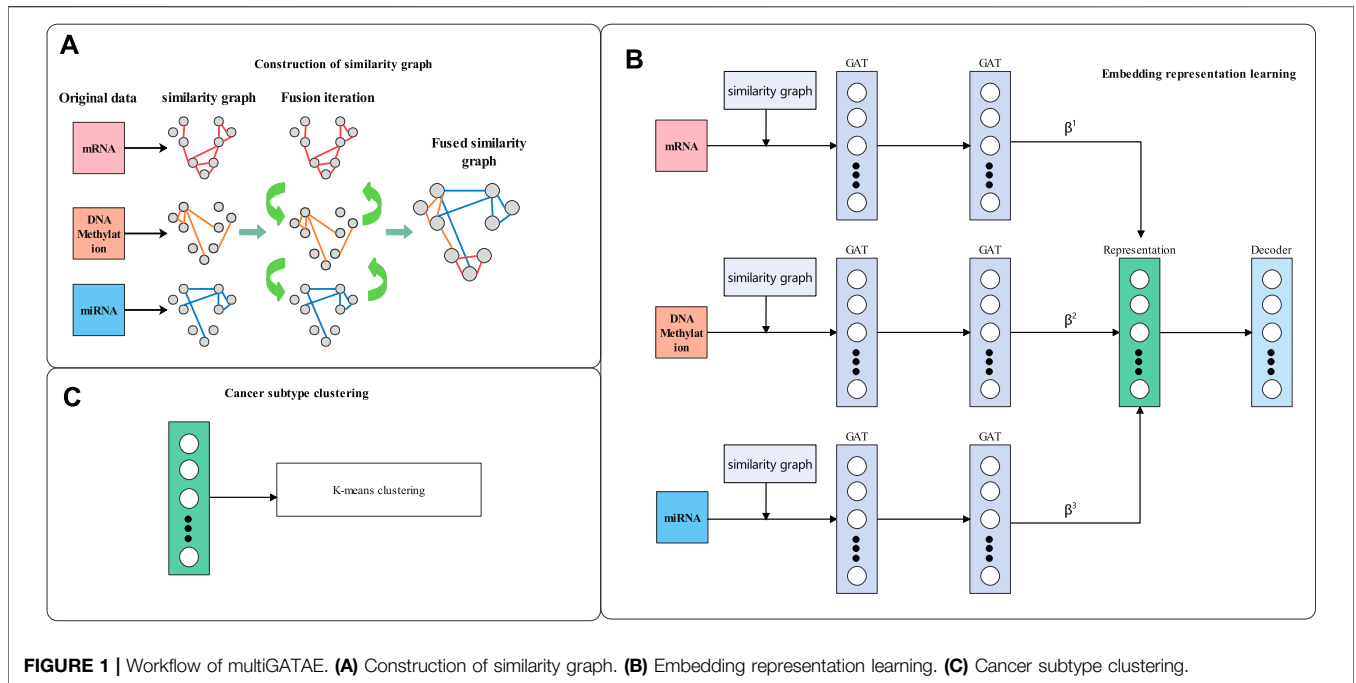 A
Construction of similarity graph
Original data
similarity graph
Fusion iteration
mRNA
DNA
Methylat
ion
miRNA
Fused similarity
graph
B
Embedding representation learning
GAT
GAT
similarity graph
mRNA
β1
GAT
GAT
similarity graph
DNA
Methylat
ion
β2
Representation
Decoder
GAT
GAT
similarity graph
miRNA
β3
C
Cancer subtype clustering
K-means clustering
FIGURE 1 | Workflow of multiGATAE. (A) Construction of similarity graph. (B) Embedding representation learning. (C) Cancer subtype clustering.